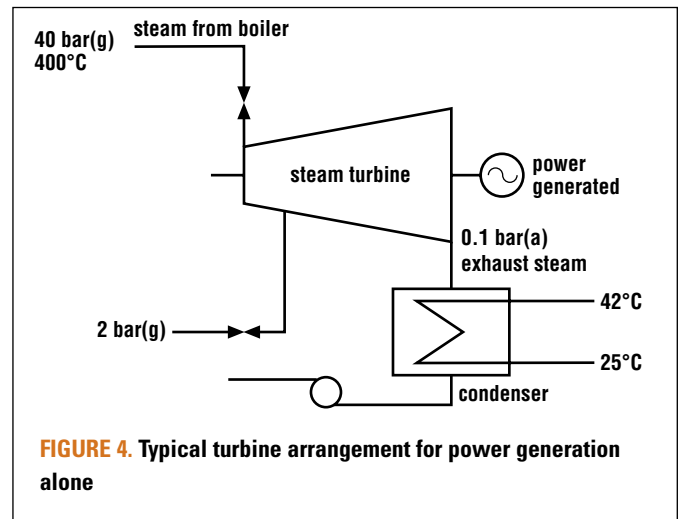 40 bar(g)
400°C
steam from boiler
steam turbine
power
generated
0.1 bar(a)
exhaust steam
2 bar(g)
42°C
25°C
condenser
FIGURE 4. Typical turbine arrangement for power generation
alone